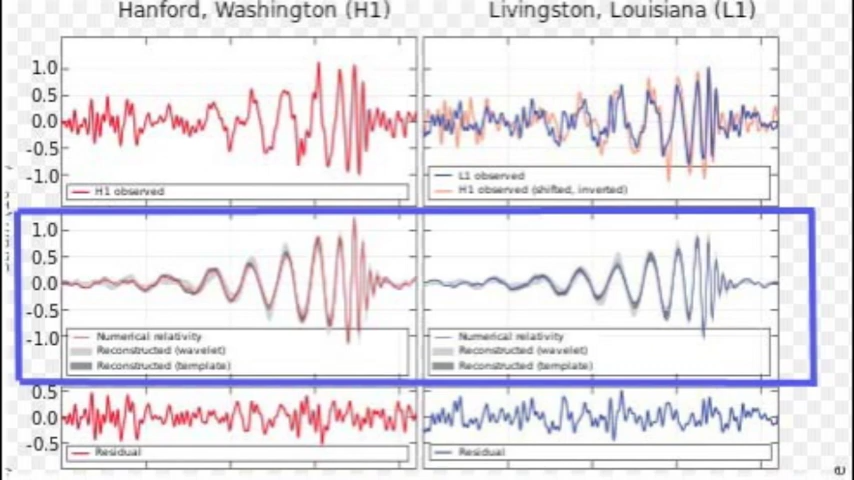 Hanford, Washington (H1)
Livingston, Louisiana (L1)
1.0
0.5
0.0
-0.5
-1.0
H1 observed
L1 observed
H1 observed (shifted, inverted)
1.0
0.5
0.0
-0.5
-1.0
Numerical relativity
Reconstructed (wavelet)
Reconstructed (template)
Numerical relativity
Reconstructed (wavelet)
Reconstructed (template)
0.5
0.0
-0.5
Residual
Residual